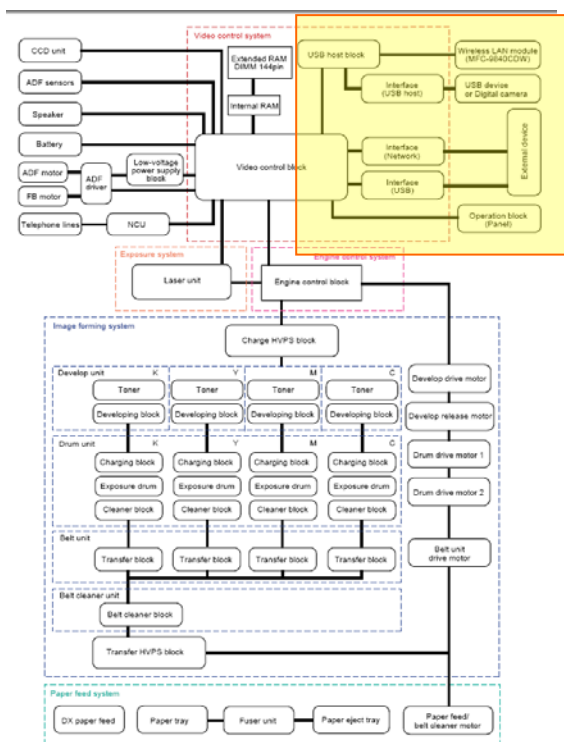 Video control system
CCD unit
ADF sensors
Speaker
Battery
ADF motor
FB motor
ADF
driver
Low-voltage
power supply
block
Telephone lines
NCU
Extended RAM
DIMM 144pin
Internal RAM
Video control block
USB host block
Wireless LAN module
(MFC-9840CDW)
Interface
(USB host)
USB device
or Digital camera
Interface
(Network)
Interface
(USB)
External device
Operation block
(Panel)
Exposure system
Laser unit
Engine control system
Engine control block
Image forming system
Charge HVPS block
Develop unit
K
Y
M
C
Toner
Toner
Toner
Toner
Developing block
Developing block
Developing block
Developing block
Drum unit
K
Y
M
C
Charging block
Charging block
Charging block
Charging block
Exposure drum
Exposure drum
Exposure drum
Exposure drum
Cleaner block
Cleaner block
Cleaner block
Cleaner block
Belt unit
Transfer block
Transfer block
Transfer block
Transfer block
Belt cleaner unit
Belt cleaner block
Transfer HVPS block
Develop drive motor
Develop release motor
Drum drive motor 1
Drum drive motor 2
Belt unit
drive motor
Paper feed system
DX paper feed
Paper tray
Fuser unit
Paper eject tray
Paper feed/
belt cleaner motor